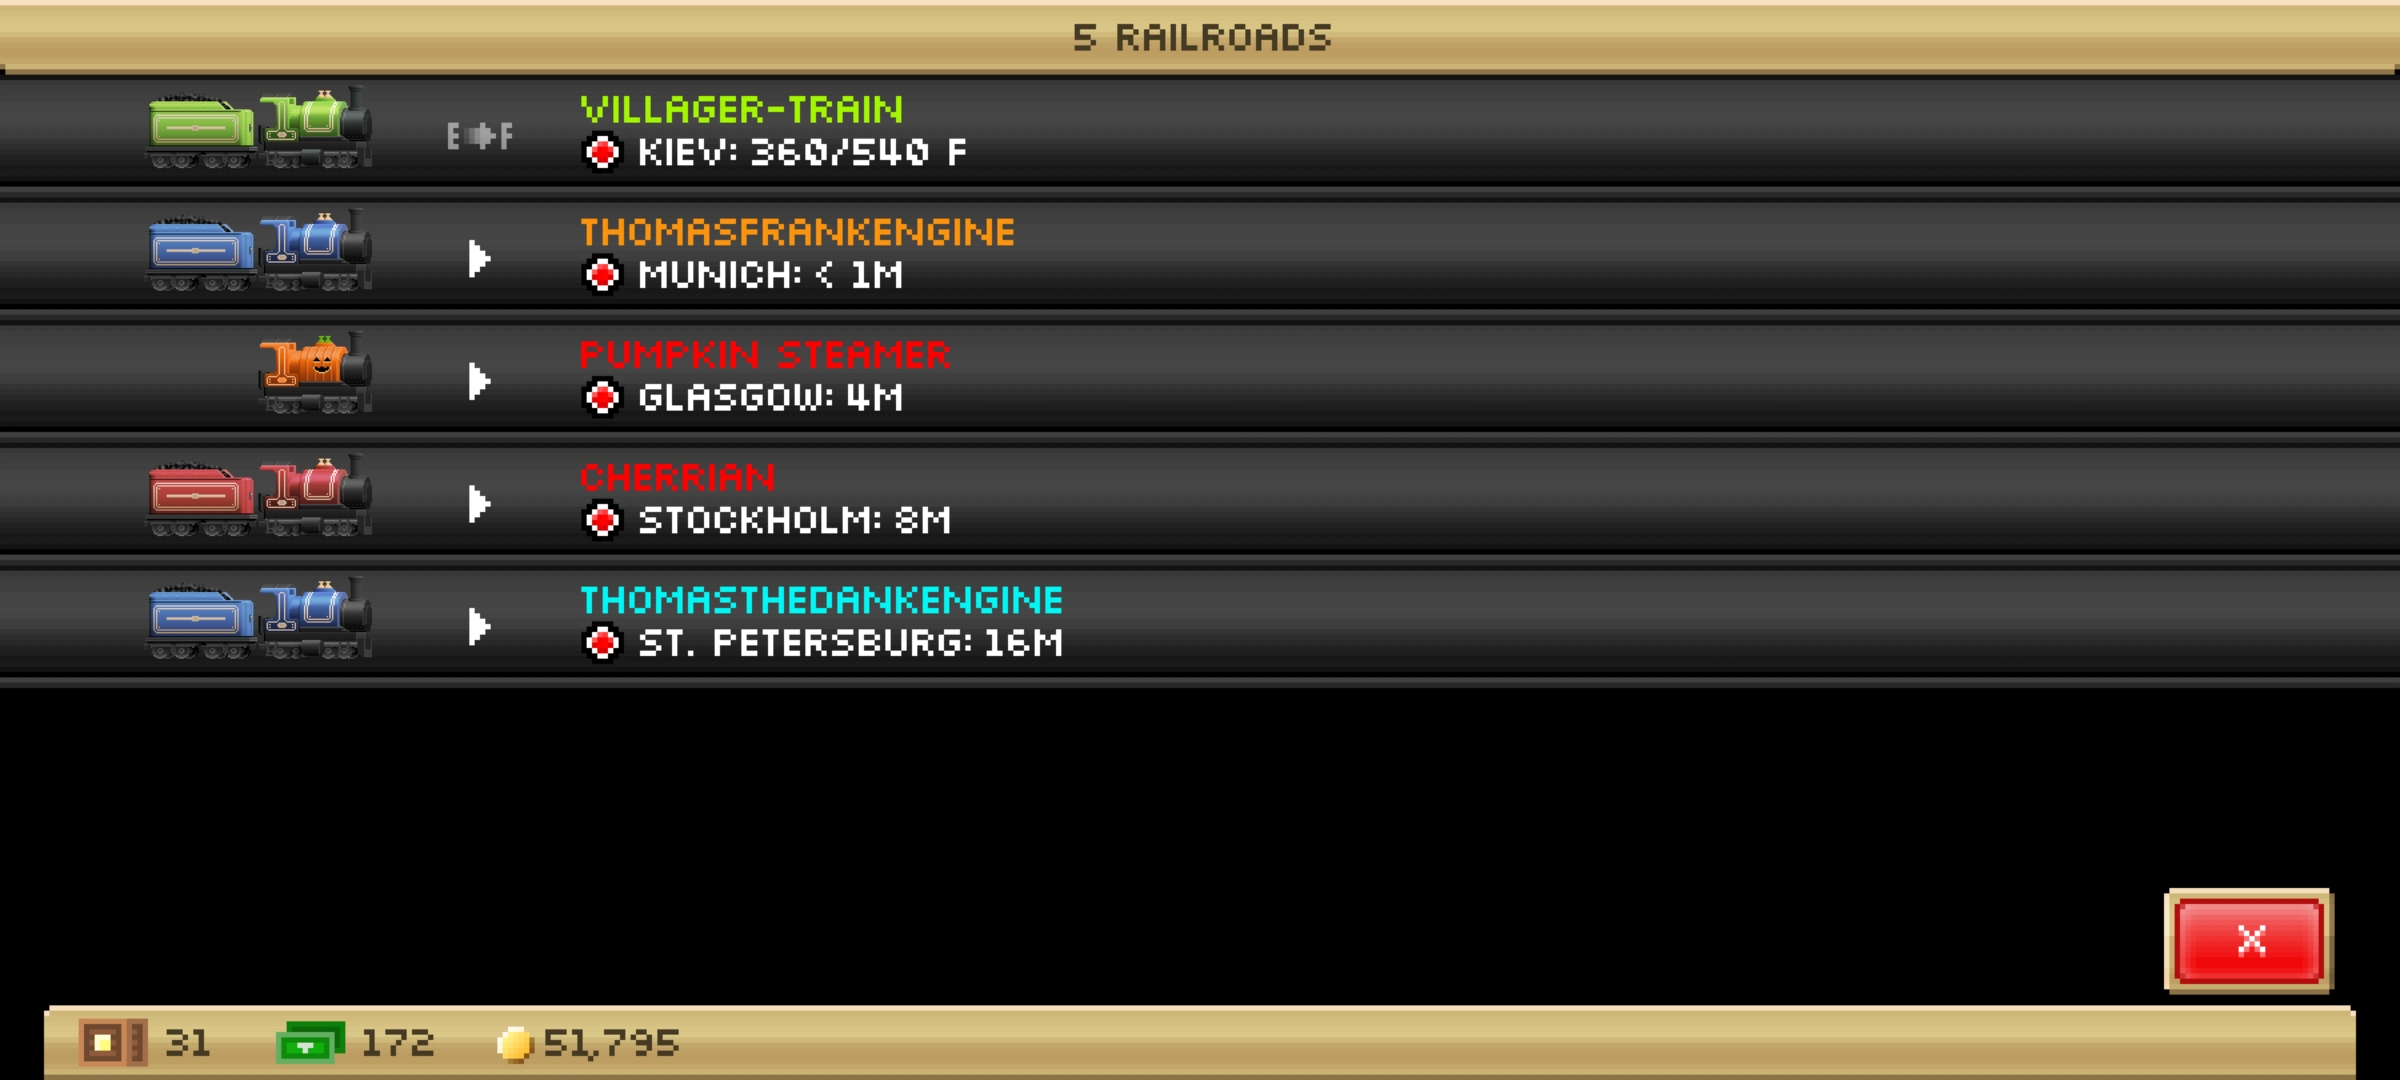 5 RAILROADS
VILLAGER-TRAIN
E F
KIEV: 360/540 F
THOMASFRANKENGINE
MUNICH: < 1M
PUMPKIN STEAMER
GLASGOW: 4M
CHERRIAN
STOCKHOLM: 8M
THOMASTHEDANKENGINE
ST. PETERSBURG: 16M
X
31 172 51,795